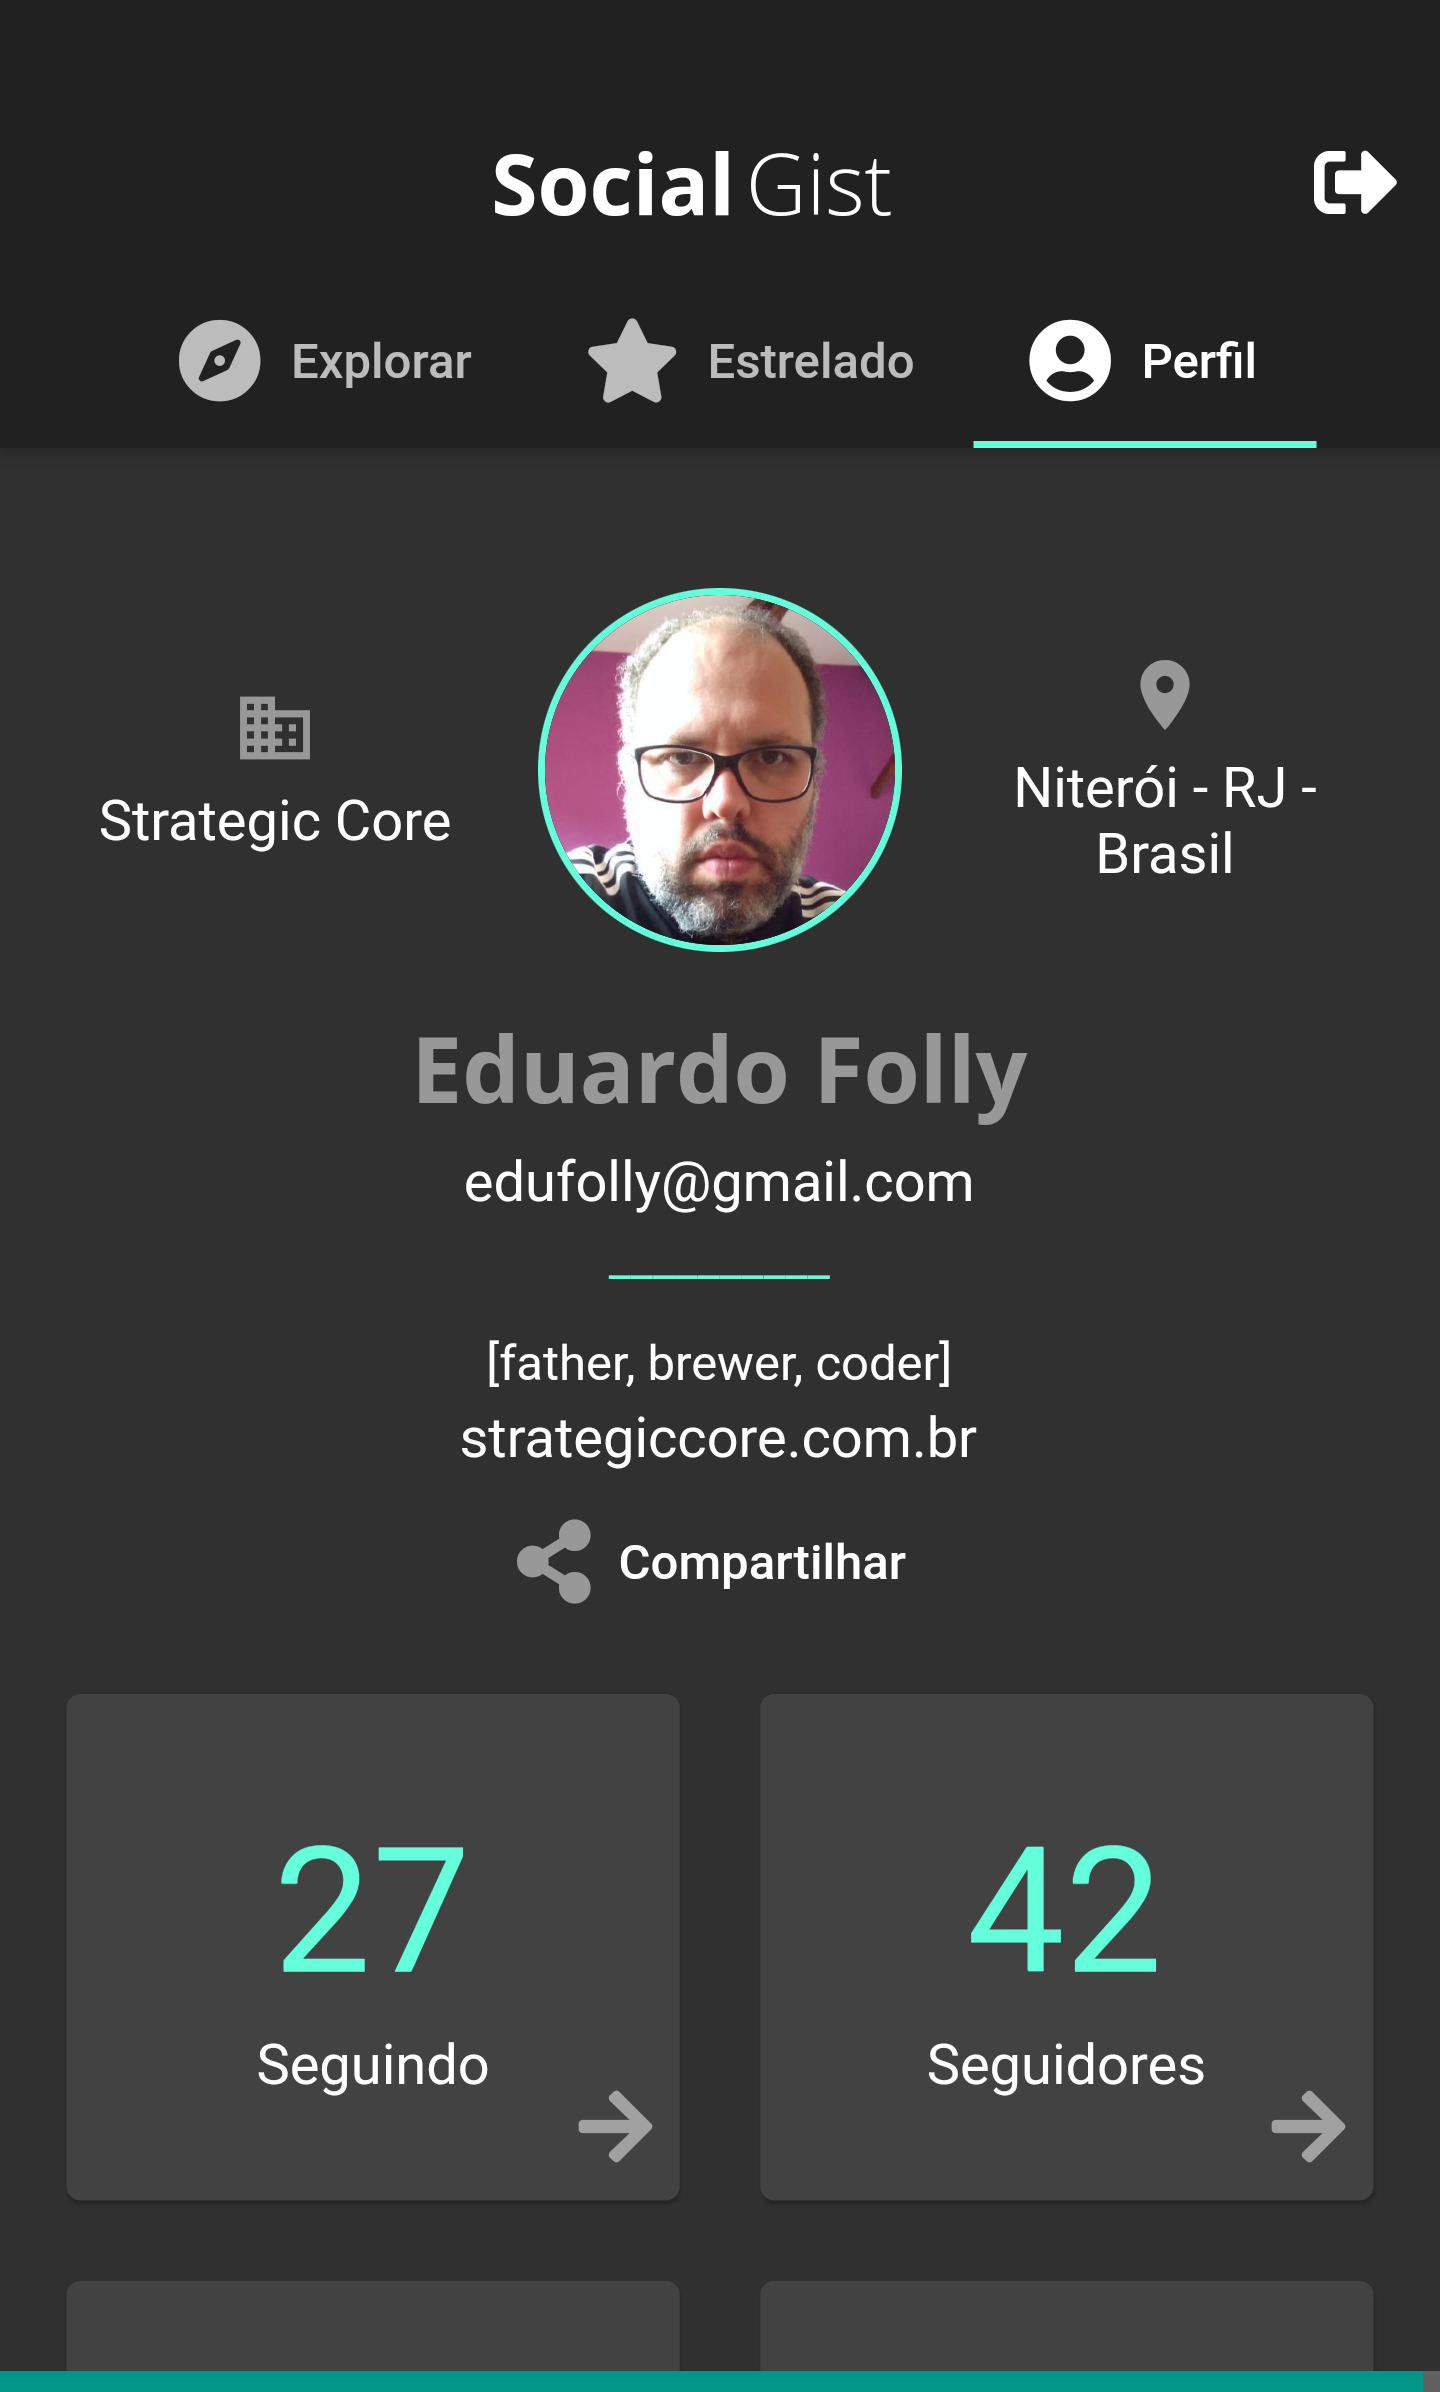 Social Gist
Explorar
Estrelado
Perfil
Strategic Core
Niterói - RJ -
Brasil
Eduardo Folly
edufolly@gmail.com
[father, brewer, coder]
strategiccore.com.br
Compartilhar
27
Seguindo
42
Seguidores